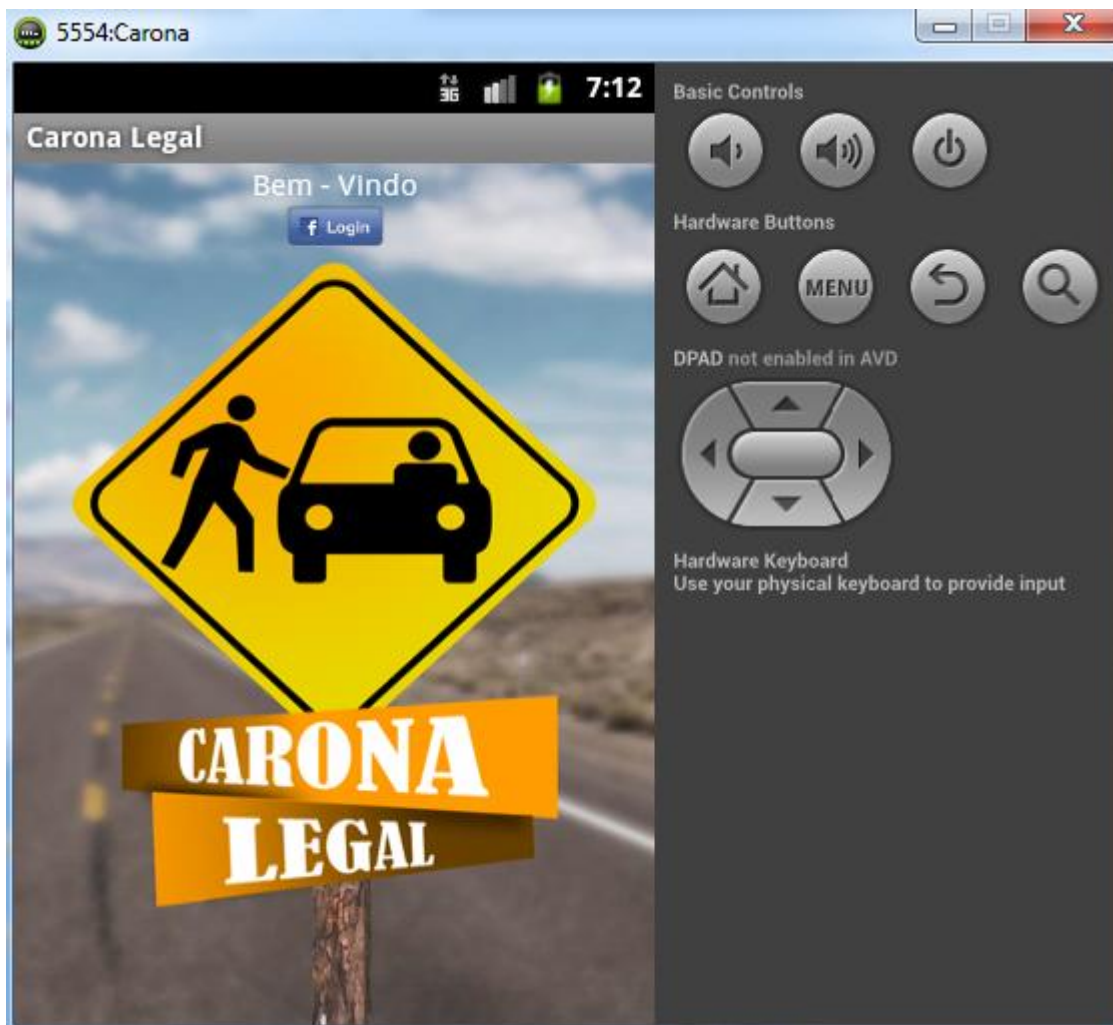 5554:Carona
3G 7:12
Carona Legal
Bem - Vindo
f Login
CARONA
LEGAL
Basic Controls
Hardware Buttons
MENU
DPAD not enabled in AVD
Hardware Keyboard
Use your physical keyboard to provide input